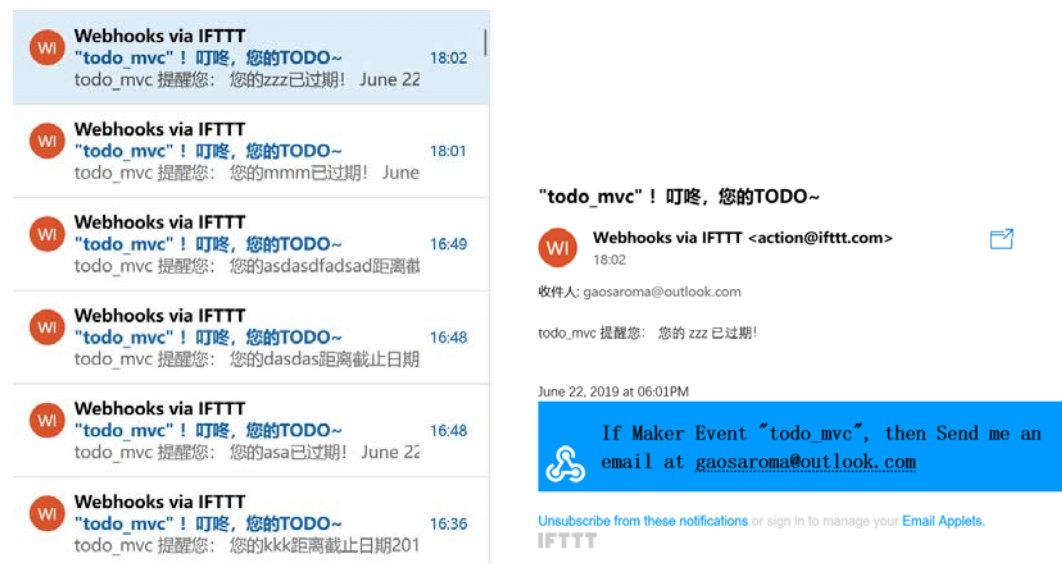 WI
Webhooks via IFTTT
"todo_mvc" ! 叮咚，您的TODO~ 18:02
todo_mvc 提醒您： 您的zzz已过期! June 22
WI
Webhooks via IFTTT
"todo_mvc" ! 叮咚，您的TODO~ 18:01
todo_mvc 提醒您： 您的mmm已过期! June
WI
Webhooks via IFTTT
"todo_mvc" ! 叮咚，您的TODO~ 16:49
todo_mvc 提醒您： 您的asdasdfadsad距离截
WI
Webhooks via IFTTT
"todo_mvc" ! 叮咚，您的TODO~ 16:48
todo_mvc 提醒您： 您的dasdas距离截止日期
WI
Webhooks via IFTTT
"todo_mvc" ! 叮咚，您的TODO~ 16:48
todo_mvc 提醒您： 您的asa已过期! June 22
WI
Webhooks via IFTTT
"todo_mvc" ! 叮咚，您的TODO~ 16:36
todo_mvc 提醒您： 您的kkk距离截止日期201
"todo_mvc" ! 叮咚，您的TODO~
WI
Webhooks via IFTTT <action@ifttt.com>
18:02
收件人: gaosaroma@outlook.com
todo_mvc 提醒您： 您的 zzz 已过期!
June 22, 2019 at 06:01PM
If Maker Event "todo_mvc", then Send me an
email at gaosaroma@outlook.com
Unsubscribe from these notifications or sign in to manage your Email Applets.
IFTTT